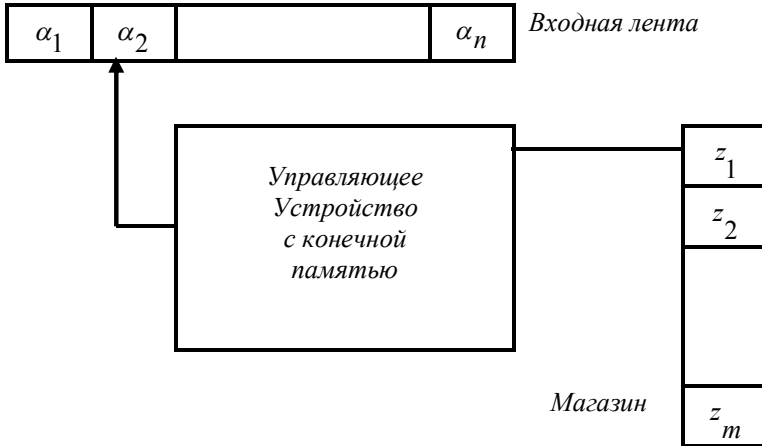 α1 α2 αn Входная лента
Управляющее
Устройство
с конечной
памятью
z1
z2
Магазин
zm